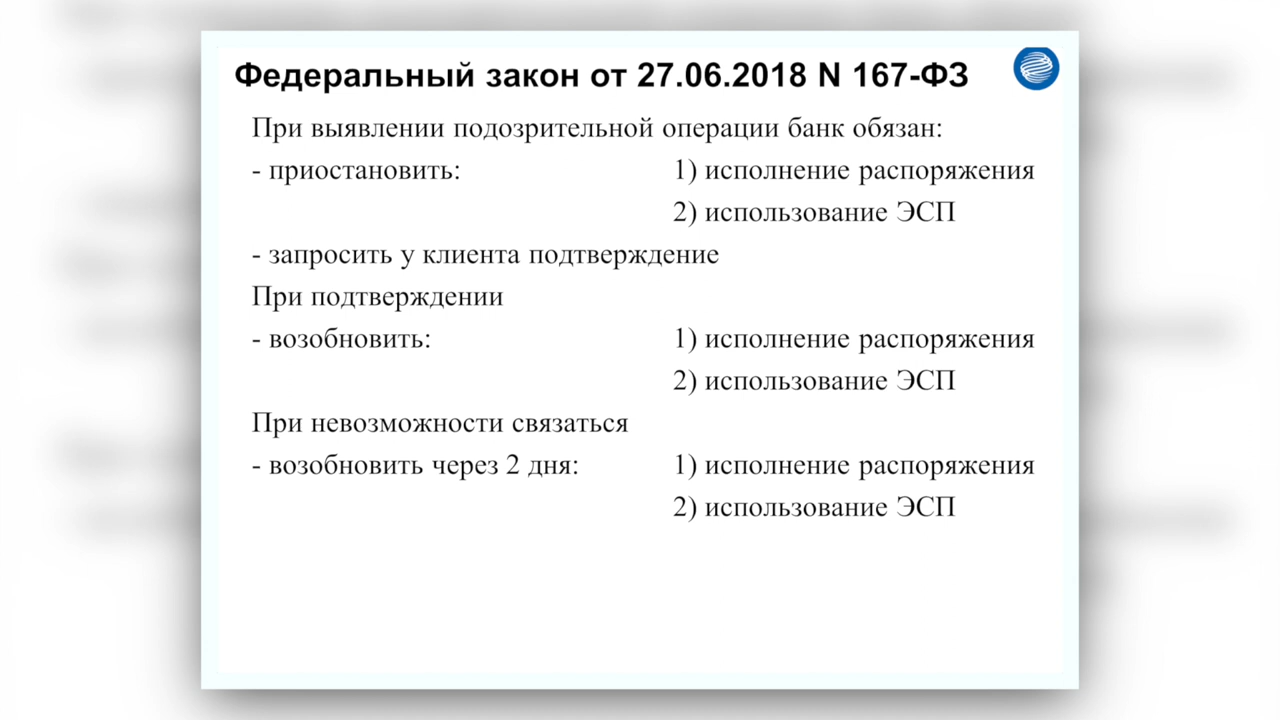 Федеральный закон от 27.06.2018 N 167-ФЗ
При выявлении подозрительной операции банк обязан:
- приостановить: 1) исполнение распоряжения
2) использование ЭСП
- запросить у клиента подтверждение
При подтверждении
- возобновить: 1) исполнение распоряжения
2) использование ЭСП
При невозможности связаться
- возобновить через 2 дня: 1) исполнение распоряжения
2) использование ЭСП